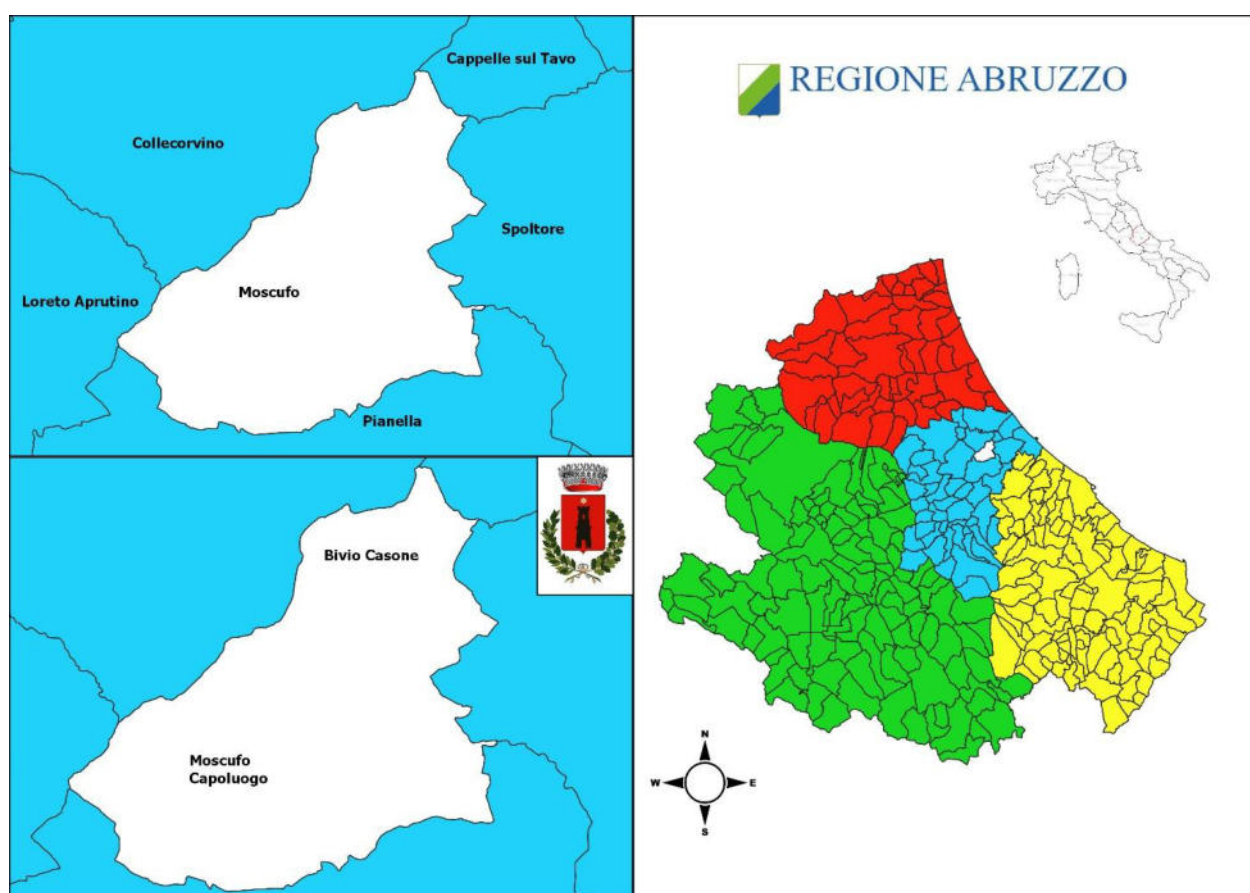 Cappelle sul Tavo
Collecorvino
Spoltore
Moscufo
Loreto Aprutino
Pianella
Bivio Casone
Moscufo
Capoluogo
REGIONE ABRUZZO
N
W
E
S